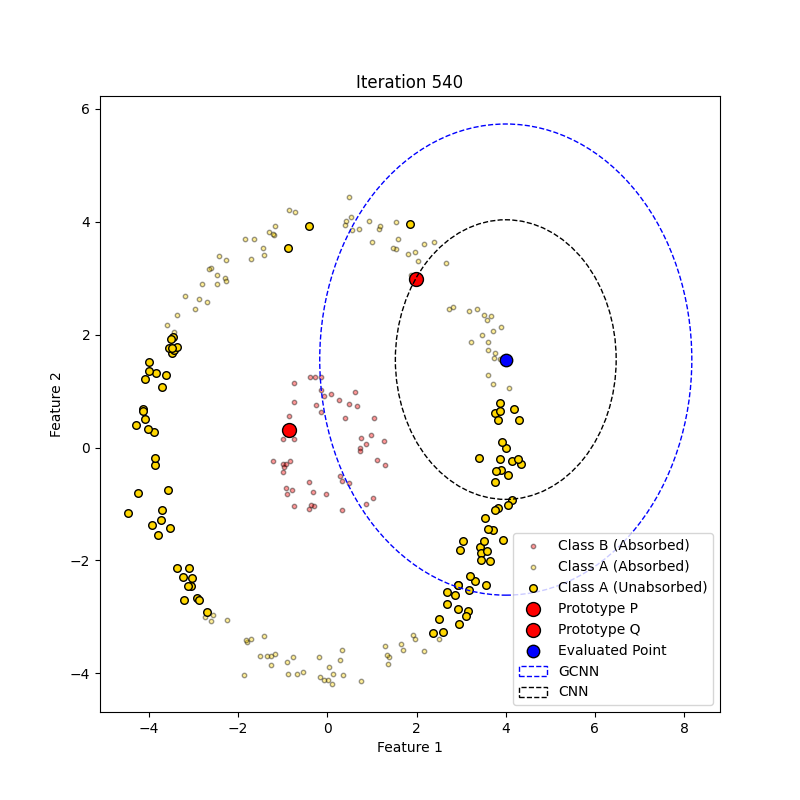 Iteration 540
6
4
2
0
−2
−4
Feature 2
Class B (Absorbed)
Class A (Absorbed)
Class A (Unabsorbed)
Prototype P
Prototype Q
Evaluated Point
GCNN
CNN
−4 −2 0 2 4 6 8
Feature 1